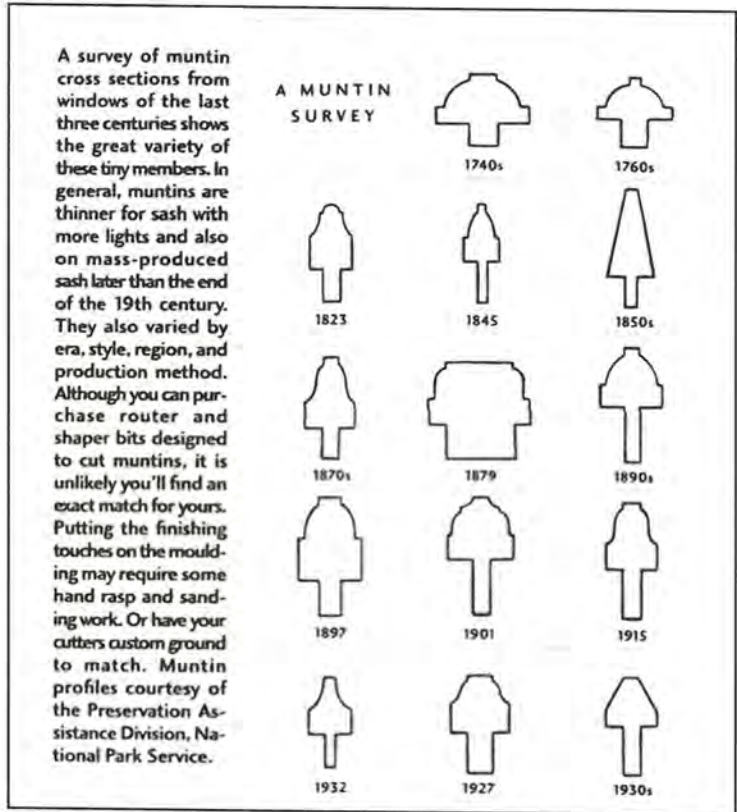 A survey of muntin
cross sections from
windows of the last
three centuries shows
the great variety of
these tiny members. In
general, muntins are
thinner for sash with
more lights and also
on mass-produced
sash later than the end
of the 19th century.
They also varied by
era, style, region, and
production method.
Although you can pur-
chase router and
shaper bits designed
to cut muntins, it is
unlikely you'll find an
exact match for yours.
Putting the finishing
touches on the mould-
ing may require some
hand rasp and sand-
ing work. Or have your
cutters custom ground
to match. Muntin
profiles courtesy of
the Preservation As-
sistance Division, Na-
tional Park Service.
A MUNTIN
SURVEY
1740s
1760s
1823
1845
1850s
1870s
1879
1890s
1897
1901
1915
1932
1927
1930s